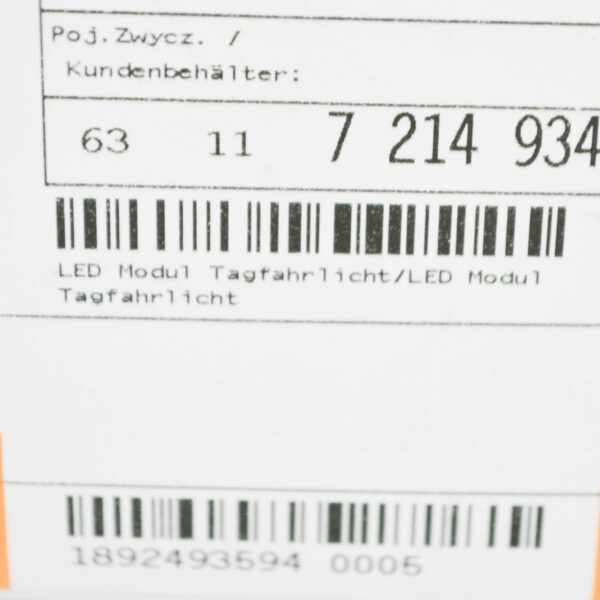 Poj.Zwycz. /
Kundenbehälter:
63 11 7 214 934
LED Modul Tagfahrlicht/LED Modul
Tagfahrlicht
1892493594 0005